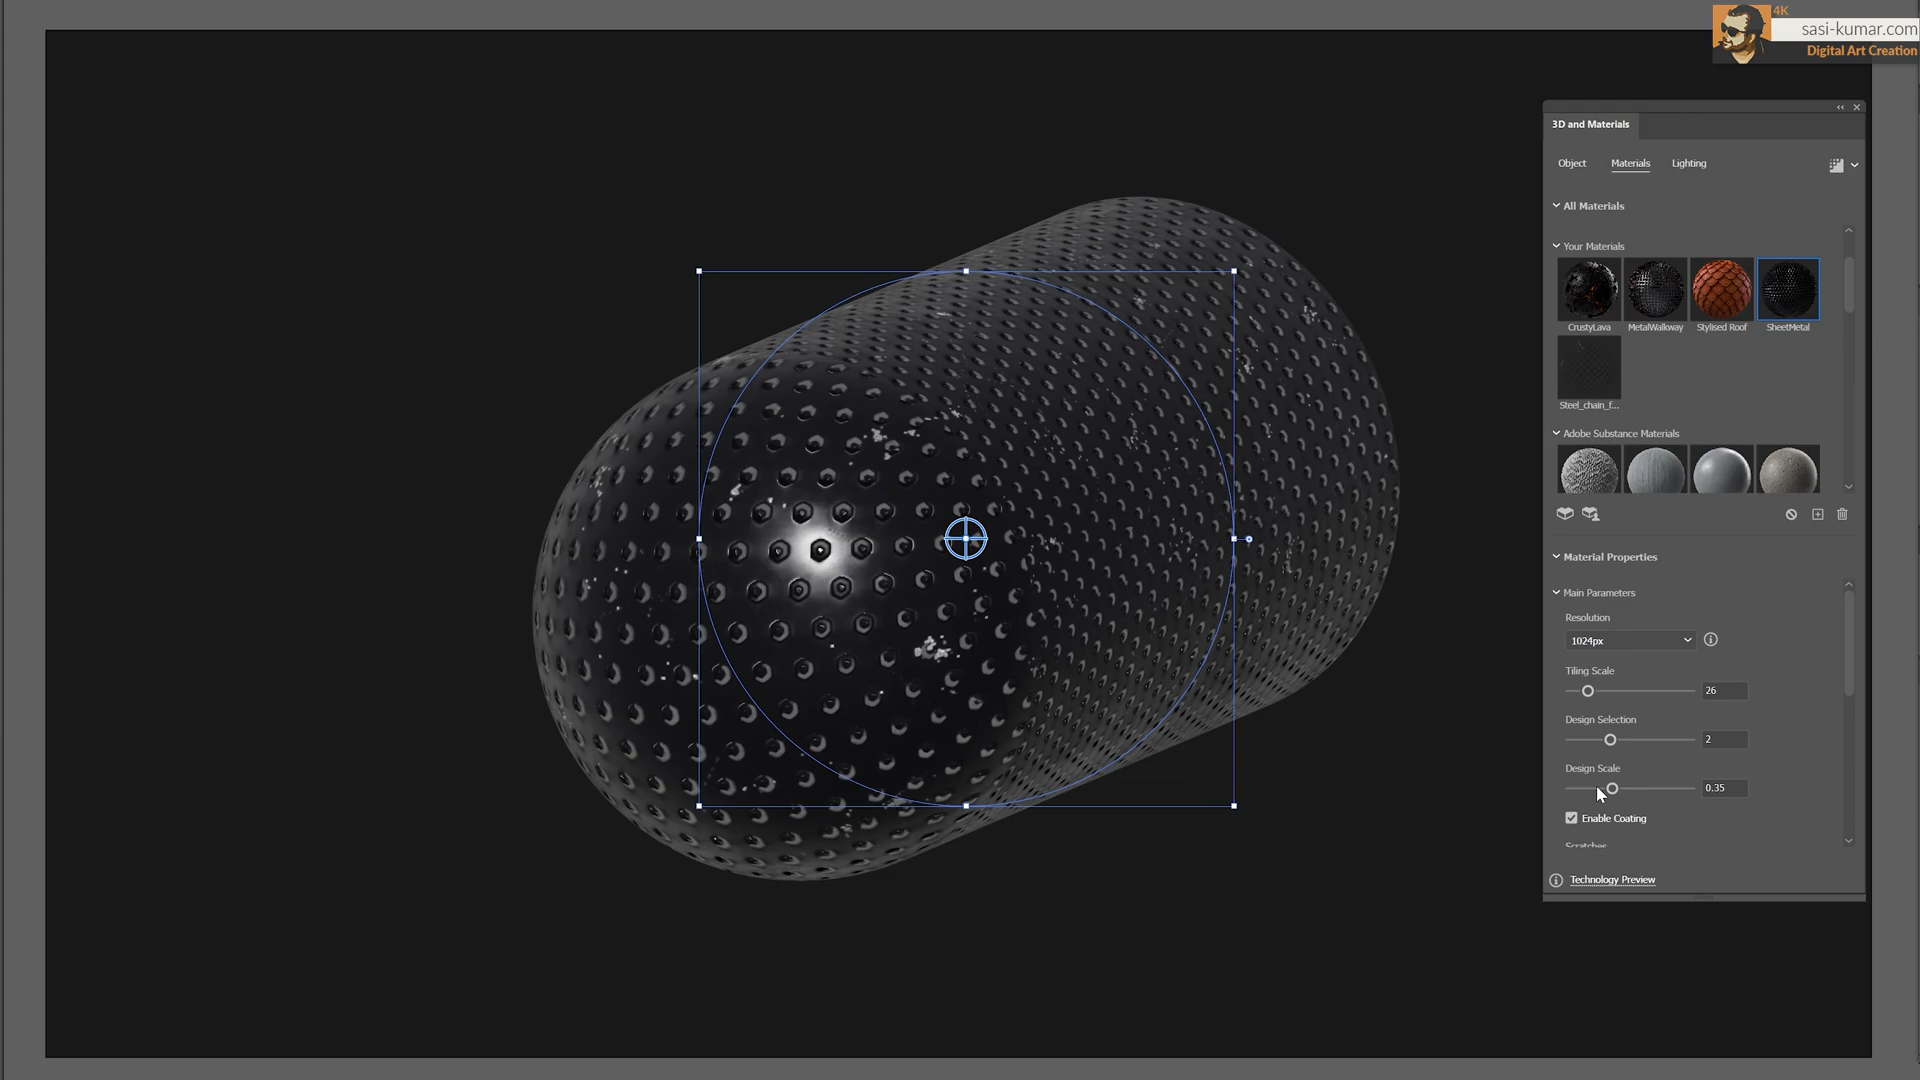 4K
sasi-kumar.com
Digital Art Creation
3D and Materials
Object Materials Lighting
All Materials
Your Materials
CrustyLava MetalWalkway Stylised Roof SheetMetal
Steel_chain_f...
Adobe Substance Materials
Material Properties
Main Parameters
Resolution
1024px
Tiling Scale
26
Design Selection
2
Design Scale
0.35
Enable Coating
Scratches
Technology Preview